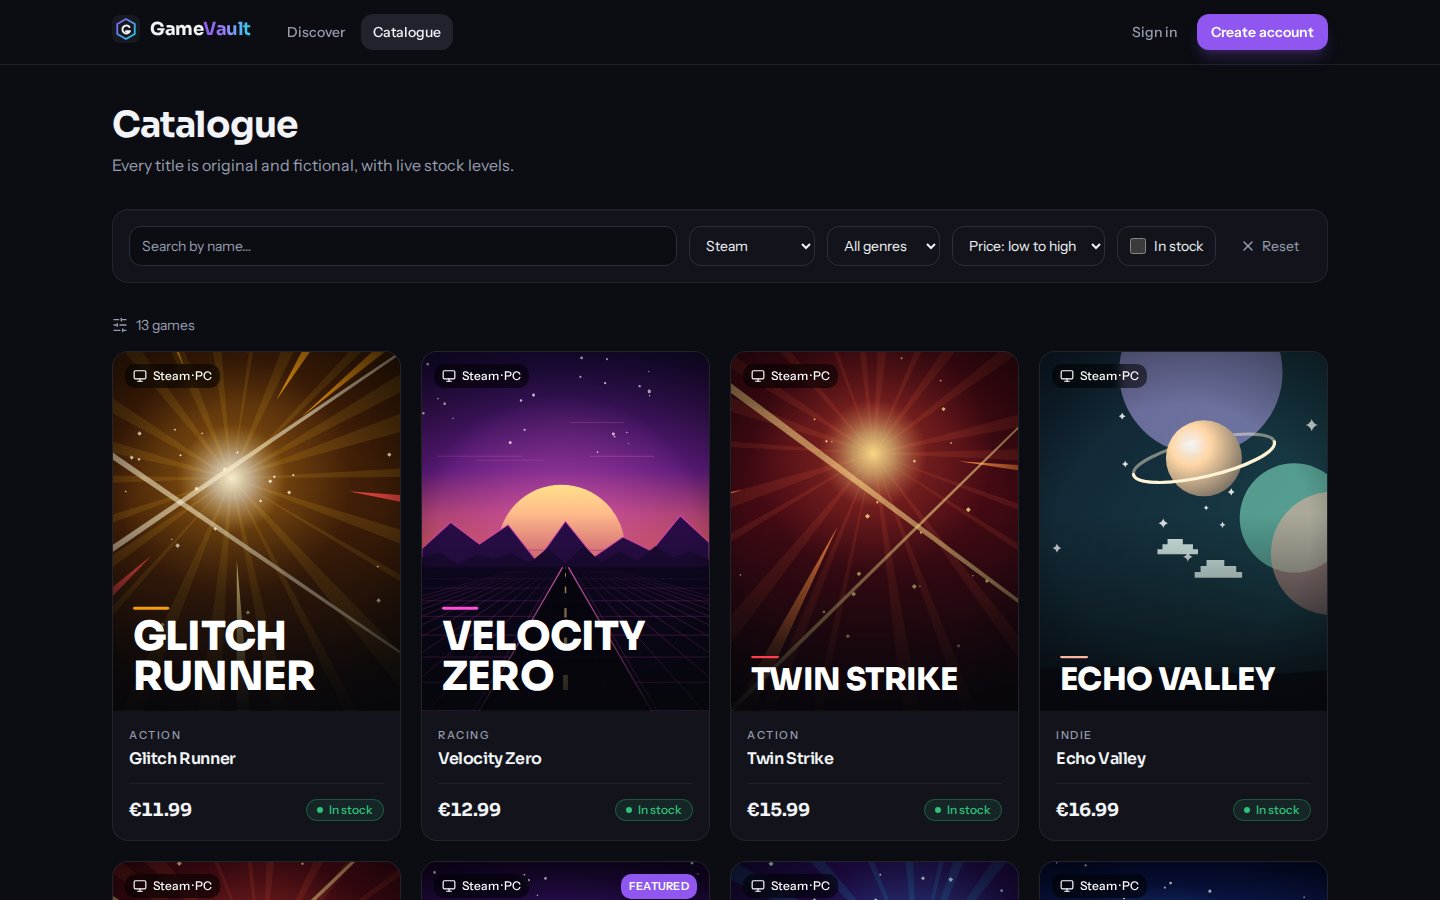 GameVault
Discover
Catalogue
Sign in
Create account
Catalogue
Every title is original and fictional, with live stock levels.
Search by name...
Steam
All genres
Price: low to high
In stock
Reset
13 games
Steam·PC
GLITCH
RUNNER
ACTION
Glitch Runner
€11.99
In stock
Steam·PC
VELOCITY
ZERO
RACING
Velocity Zero
€12.99
In stock
Steam·PC
TWIN STRIKE
ACTION
Twin Strike
€15.99
In stock
Steam·PC
ECHO VALLEY
INDIE
Echo Valley
€16.99
In stock
Steam·PC
Steam·PC
FEATURED
Steam·PC
Steam·PC